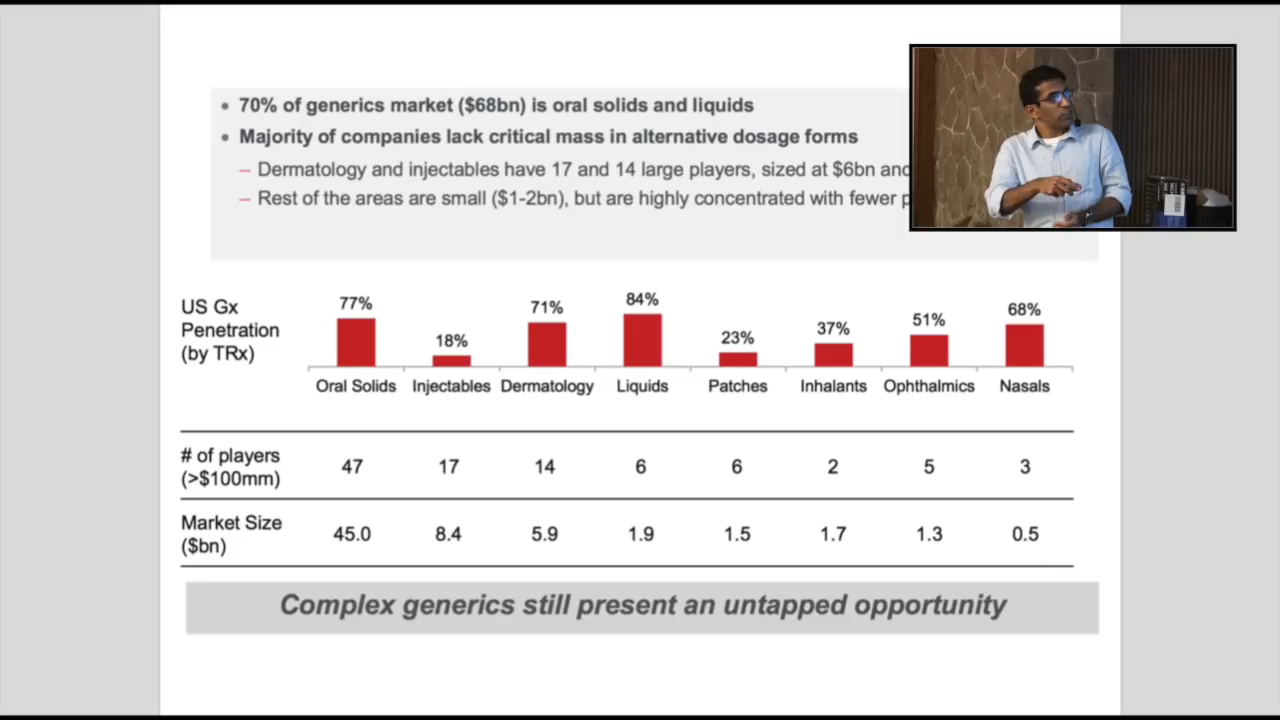 • 70% of generics market ($68bn) is oral solids and liquids
• Majority of companies lack critical mass in alternative dosage forms
– Dermatology and injectables have 17 and 14 large players, sized at $6bn and
– Rest of the areas are small ($1-2bn), but are highly concentrated with fewer
US Gx
Penetration
(by TRx)
77% 18% 71% 84% 23% 37% 51% 68%
Oral Solids Injectables Dermatology Liquids Patches Inhalants Ophthalmics Nasals
# of players
(>$100mm)
47 17 14 6 6 2 5 3
Market Size
($bn)
45.0 8.4 5.9 1.9 1.5 1.7 1.3 0.5
Complex generics still present an untapped opportunity